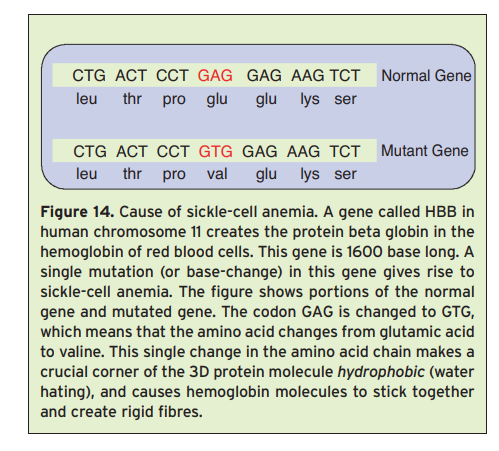 CTG ACT CCT GAG GAG AAG TCT Normal Gene
leu thr pro glu glu lys ser
CTG ACT CCT GTG GAG AAG TCT Mutant Gene
leu thr pro val glu lys ser
Figure 14. Cause of sickle-cell anemia. A gene called HBB in
human chromosome 11 creates the protein beta globin in the
hemoglobin of red blood cells. This gene is 1600 base long. A
single mutation (or base-change) in this gene gives rise to
sickle-cell anemia. The figure shows portions of the normal
gene and mutated gene. The codon GAG is changed to GTG,
which means that the amino acid changes from glutamic acid
to valine. This single change in the amino acid chain makes a
crucial corner of the 3D protein molecule hydrophobic (water
hating), and causes hemoglobin molecules to stick together
and create rigid fibres.